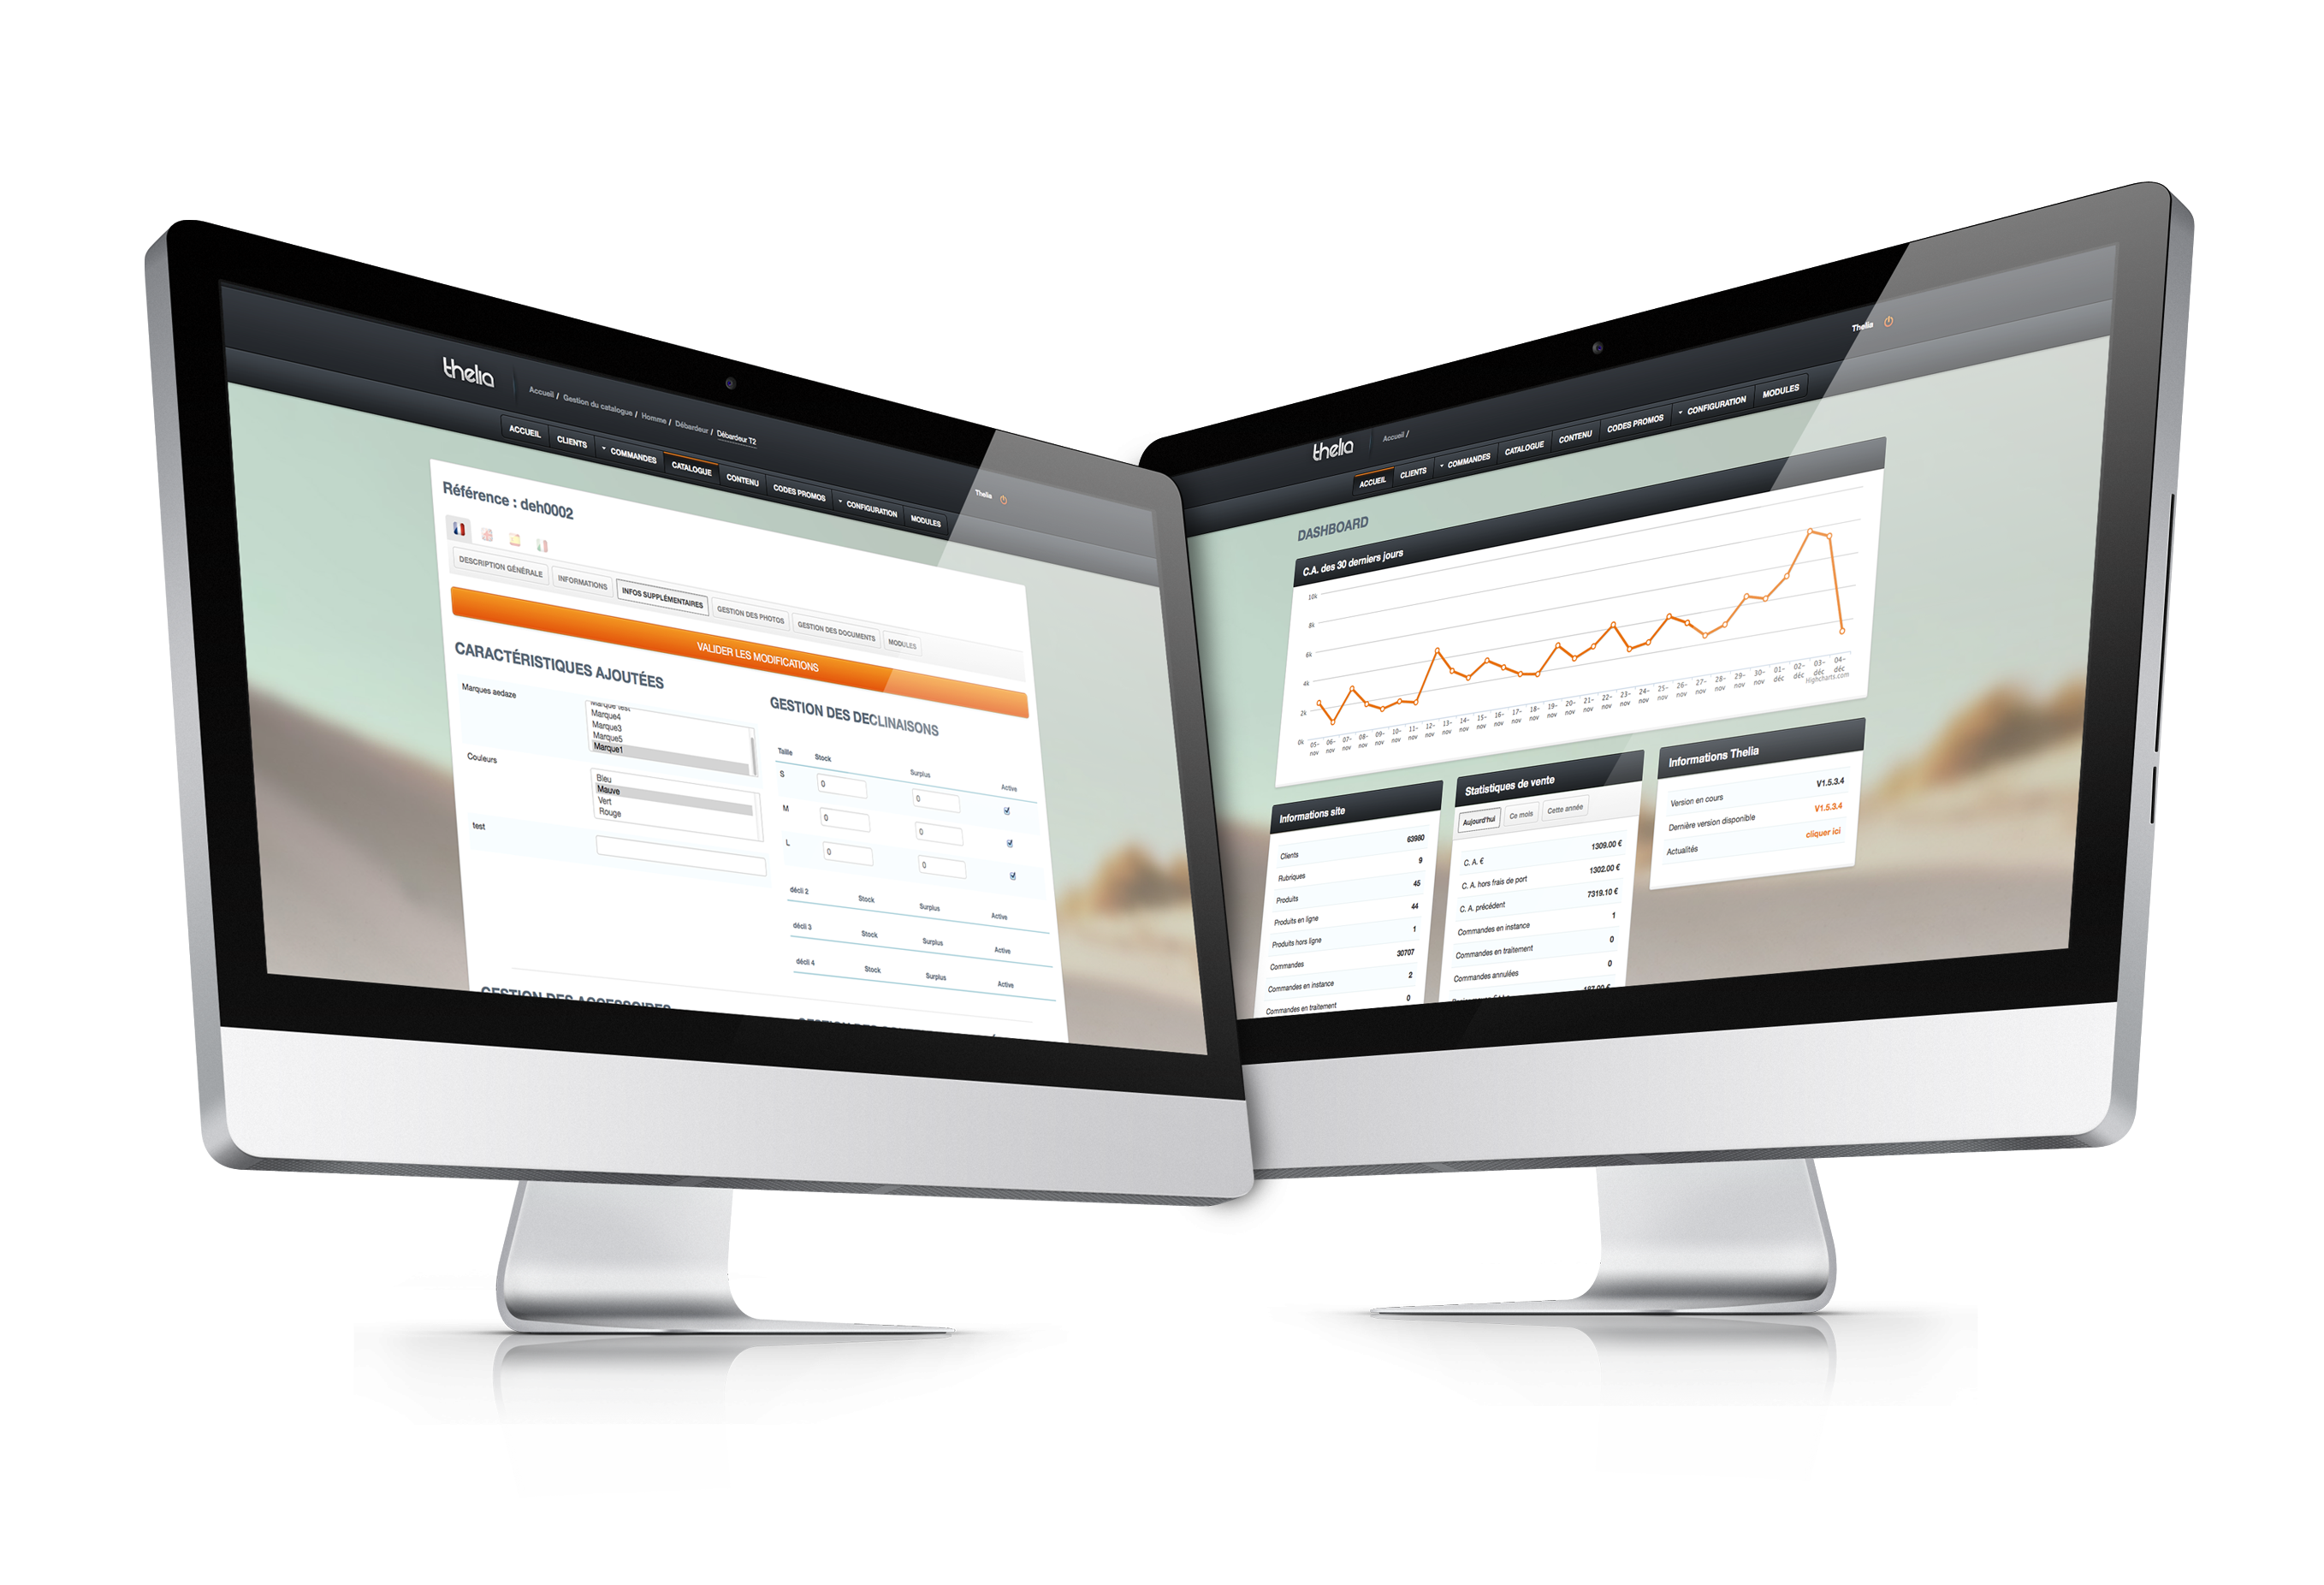 thelia
Accueil / Gestion du catalogue / Homme / Débardeur / Débardeur T2
Thelia
ACCUEIL CLIENTS COMMANDES CATALOGUE CONTENU CODES PROMOS CONFIGURATION MODULES
Référence : deh0002
DESCRIPTION GÉNÉRALE INFORMATIONS INFOS SUPPLÉMENTAIRES GESTION DES PHOTOS GESTION DES DOCUMENTS MODULES
VALIDER LES MODIFICATIONS
CARACTÉRISTIQUES AJOUTÉES
Marques aedaze
Marque test
Marque4
Marque3
Marque5
Marque1
Couleurs
Bleu
Mauve
Vert
Rouge
test
GESTION DES DECLINAISONS
Taille Stock Surplus Active
S 0 0
M 0 0
L 0 0
décli 2 Stock Surplus Active
décli 3 Stock Surplus Active
décli 4 Stock Surplus Active
GESTION DES ACCESSOIRES
thelia
Accueil /
Thelia
ACCUEIL CLIENTS COMMANDES CATALOGUE CONTENU CODES PROMOS CONFIGURATION MODULES
DASHBOARD
C.A. des 30 derniers jours
10k
8k
6k
4k
2k
0k
05-nov 06-nov 07-nov 08-nov 09-nov 10-nov 11-nov 12-nov 13-nov 14-nov 15-nov 16-nov 17-nov 18-nov 19-nov 20-nov 21-nov 22-nov 23-nov 24-nov 25-nov 26-nov 27-nov 28-nov 29-nov 30-nov 01-déc 02-déc 03-déc 04-déc
Highcharts.com
Informations site
Clients 63980
Rubriques 9
Produits 45
Produits en ligne 44
Produits hors ligne 1
Commandes 30707
Commandes en instance 2
Commandes en traitement 0
Statistiques de vente
Aujourd'hui Ce mois Cette année
C. A. € 1309.00 €
C. A. hors frais de port 1302.00 €
C. A. précédent 7319.10 €
Commandes en instance 1
Commandes en traitement 0
Commandes annulées 0
187.00 €
Informations Thelia
Version en cours V1.5.3.4
Dernière version disponible V1.5.3.4
Actualités cliquer ici